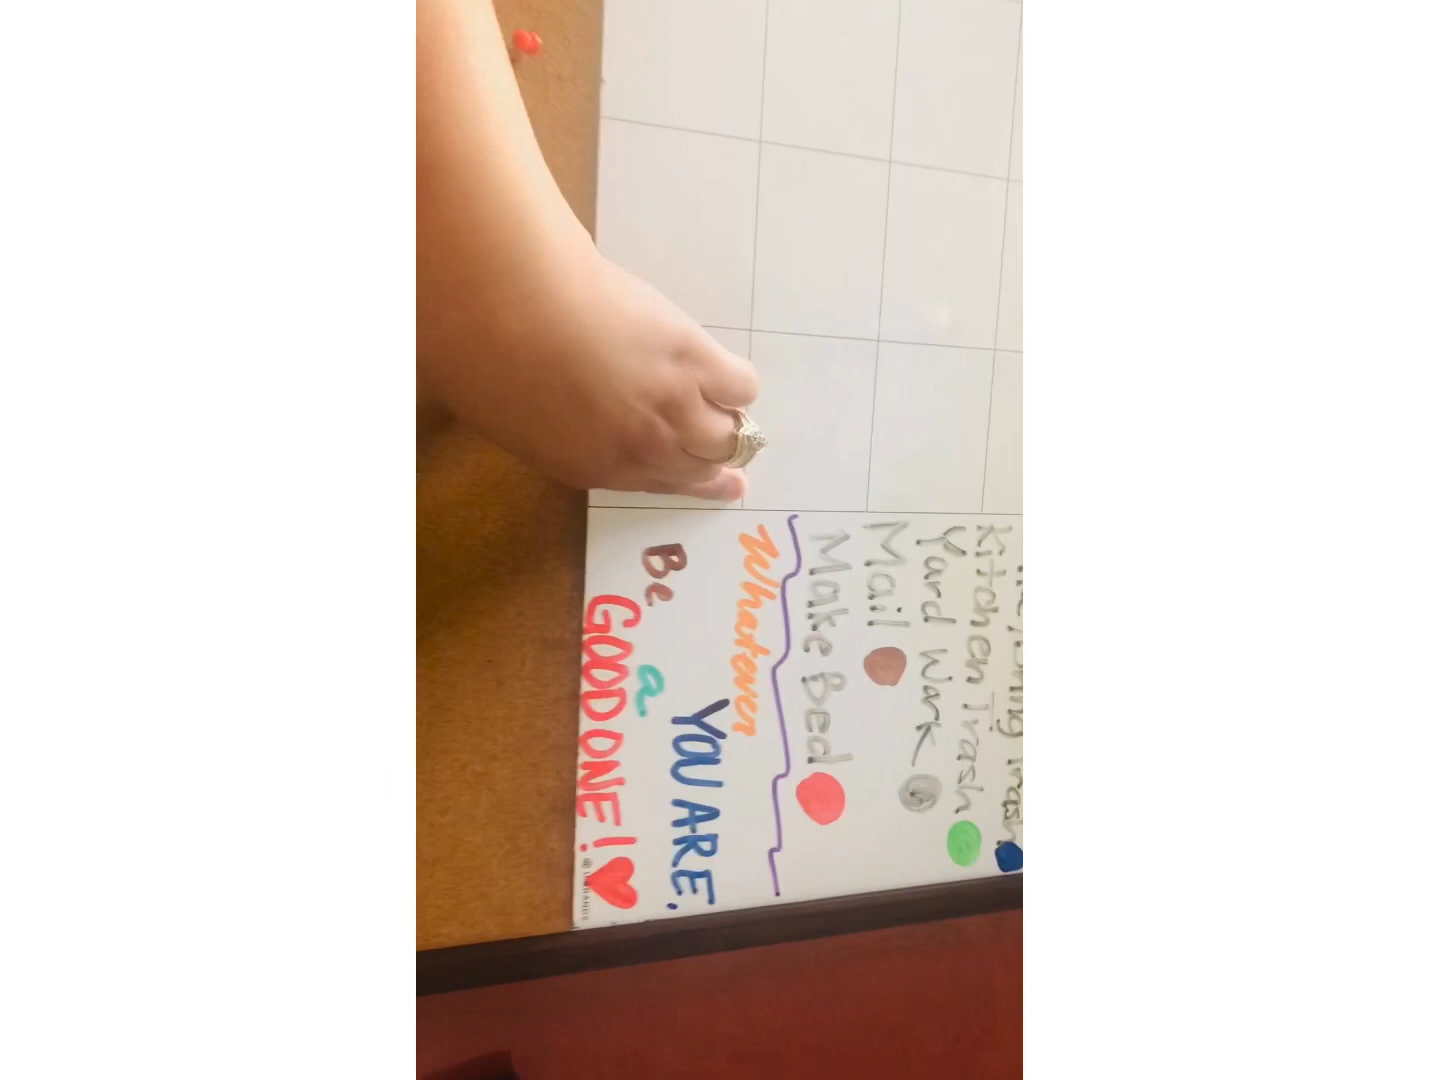 Kitchen Trash
Yard Work
Mail
Make Bed
Whatever
YOU ARE.
Be
a
GOOD ONE!